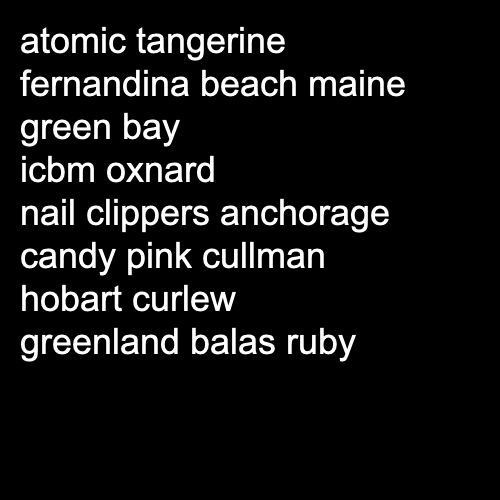 atomic tangerine
fernandina beach maine
green bay
icbm oxnard
nail clippers anchorage
candy pink cullman
hobart curlew
greenland balas ruby